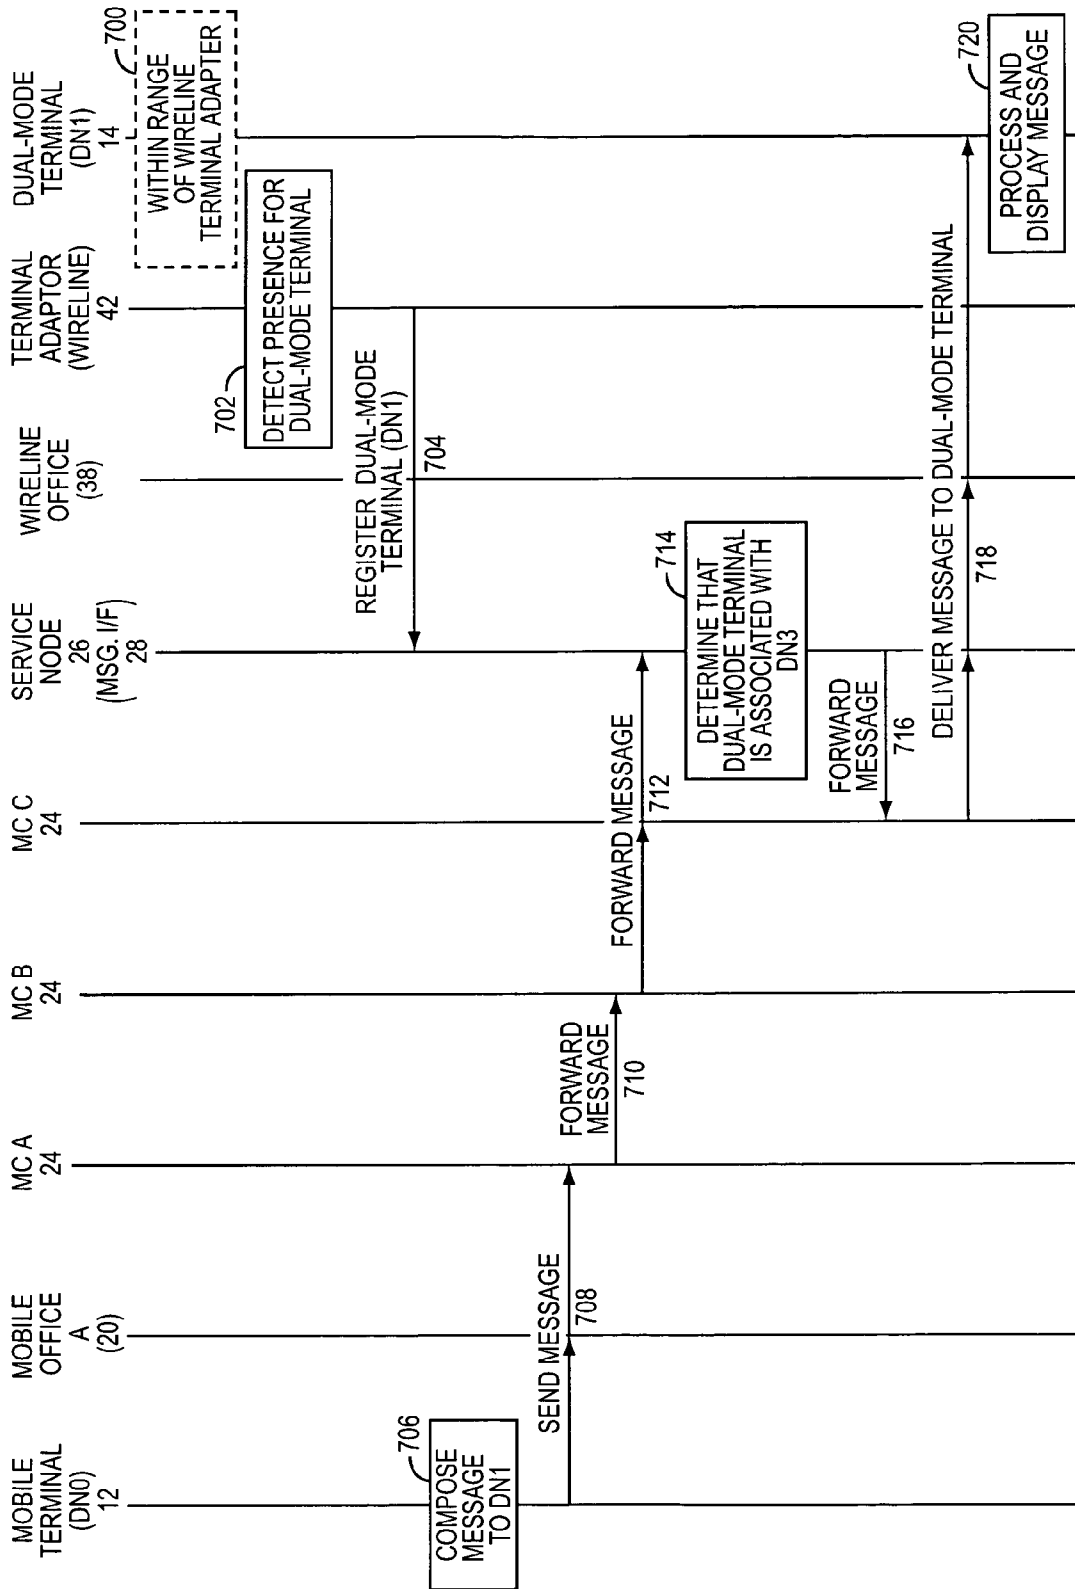 MOBILE
TERMINAL
(DN0)
12
MOBILE
OFFICE
A
(20)
MC A
24
MC B
24
MC C
24
SERVICE
NODE
26
(MSG. I/F)
28
WIRELINE
OFFICE
(38)
TERMINAL
ADAPTOR
(WIRELINE)
42
DUAL-MODE
TERMINAL
(DN1)
14
700
WITHIN RANGE
OF WIRELINE
TERMINAL ADAPTER
702
DETECT PRESENCE FOR
DUAL-MODE TERMINAL
REGISTER DUAL-MODE
TERMINAL (DN1)
704
706
COMPOSE
MESSAGE
TO DN1
SEND MESSAGE
708
FORWARD
MESSAGE
710
FORWARD MESSAGE
712
714
DETERMINE THAT
DUAL-MODE TERMINAL
IS ASSOCIATED WITH
DN3
FORWARD
MESSAGE
716
DELIVER MESSAGE TO DUAL-MODE TERMINAL
718
720
PROCESS AND
DISPLAY MESSAGE